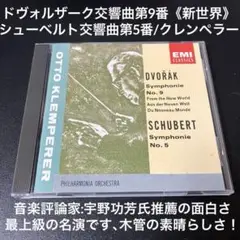 ドヴォルザーク交響曲第9番《新世界》
シューベルト交響曲第5番/クレンペラー
OTTO KLEMPERER
EMI
CLASSICS
DVOŘÁK
Symphonie
No. 9
From the New World
Aus der Neuen Welt
Du Nouveau Monde
SCHUBERT
Symphonie
No. 5
PHILHARMONIA ORCHESTRA
音楽評論家:宇野功芳氏推薦の面白さ
最上級の名演です,木管の素晴らしさ！